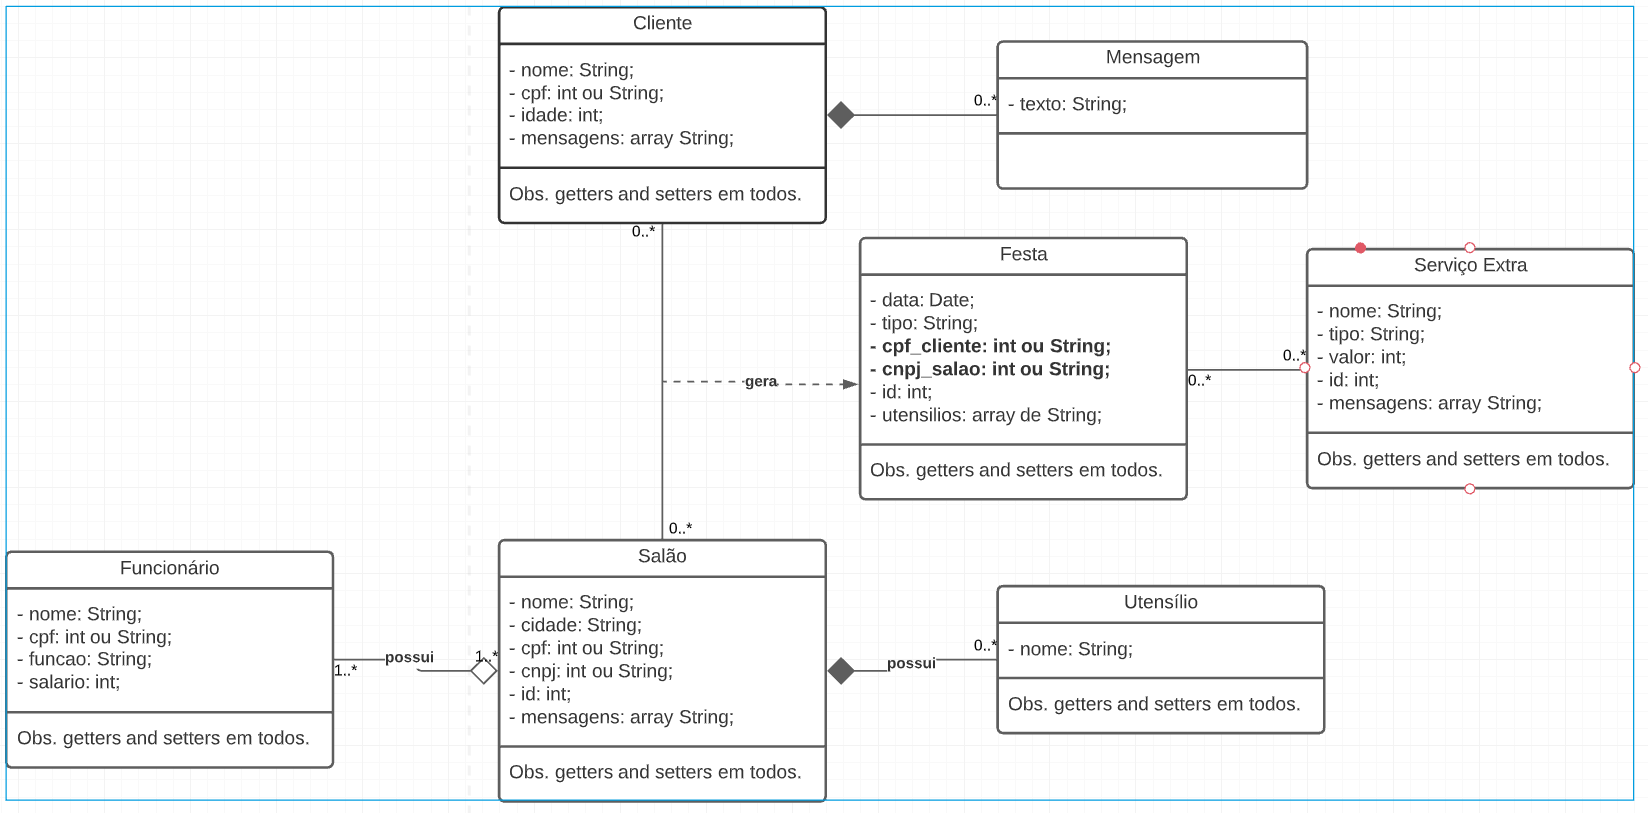 Cliente
- nome: String;
- cpf: int ou String;
- idade: int;
- mensagens: array String;
Obs. getters and setters em todos.
0..*
Mensagem
- texto: String;
0..*
Festa
- data: Date;
- tipo: String;
- cpf_cliente: int ou String;
- cnpj_salao: int ou String;
- id: int;
- utensilios: array de String;
Obs. getters and setters em todos.
gera
0..*
0..*
Serviço Extra
- nome: String;
- tipo: String;
- valor: int;
- id: int;
- mensagens: array String;
Obs. getters and setters em todos.
0..*
Funcionário
- nome: String;
- cpf: int ou String;
- funcao: String;
- salario: int;
Obs. getters and setters em todos.
1..*
possui
1..*
Salão
- nome: String;
- cidade: String;
- cpf: int ou String;
- cnpj: int ou String;
- id: int;
- mensagens: array String;
Obs. getters and setters em todos.
possui
0..*
Utensílio
- nome: String;
Obs. getters and setters em todos.